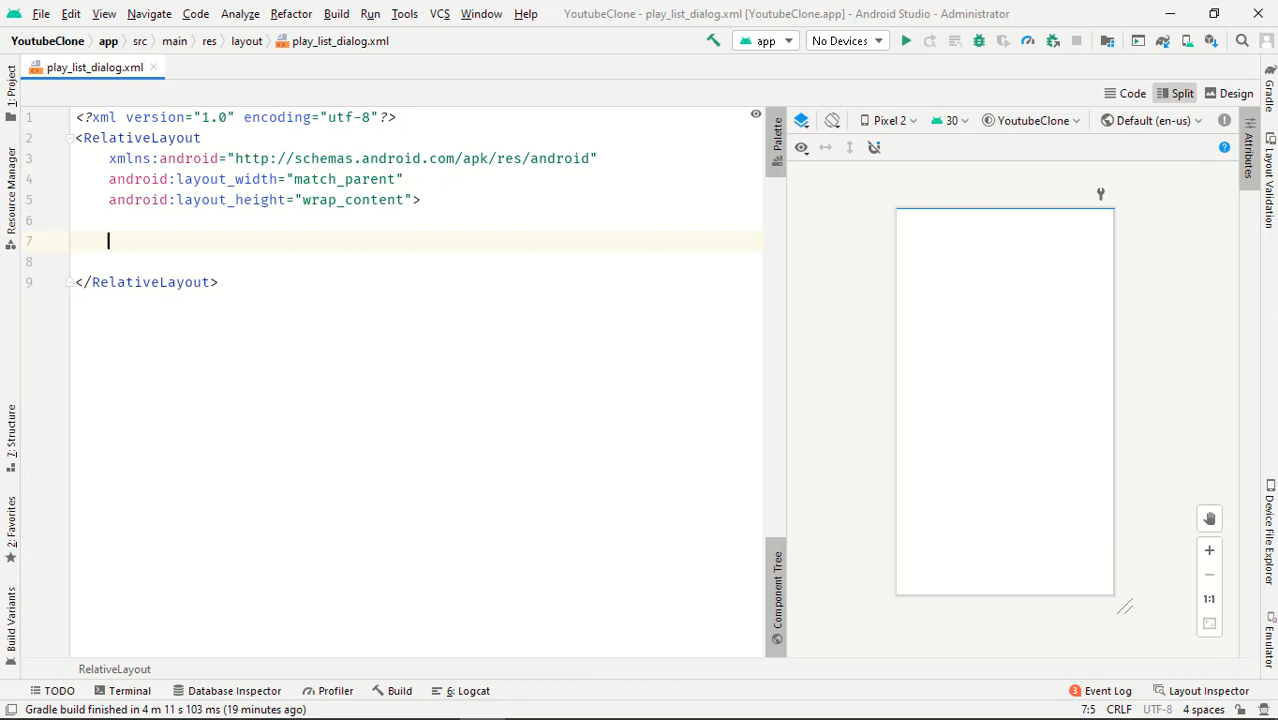 File Edit View Navigate Code Analyze Refactor Build Run Tools VCS Window Help YoutubeClone - play_list_dialog.xml [YoutubeClone.app] - Android Studio - Administrator
YoutubeClone app src main res layout play_list_dialog.xml app No Devices
play_list_dialog.xml
Code Split Design
1 <?xml version="1.0" encoding="utf-8"?>
2 <RelativeLayout
3 xmlns:android="http://schemas.android.com/apk/res/android"
4 android:layout_width="match_parent"
5 android:layout_height="wrap_content">
6
7
8
9 </RelativeLayout>
Pixel 2 30 YoutubeClone Default (en-us)
1:1
1: Project
Resource Manager
Z: Structure
2: Favorites
Build Variants
Palette
Component Tree
Attributes
Gradle
Layout Validation
Device File Explorer
Emulator
RelativeLayout
TODO Terminal Database Inspector Profiler Build 6: Logcat 3 Event Log Layout Inspector
Gradle build finished in 4 m 11 s 103 ms (19 minutes ago) 7:5 CRLF UTF-8 4 spaces